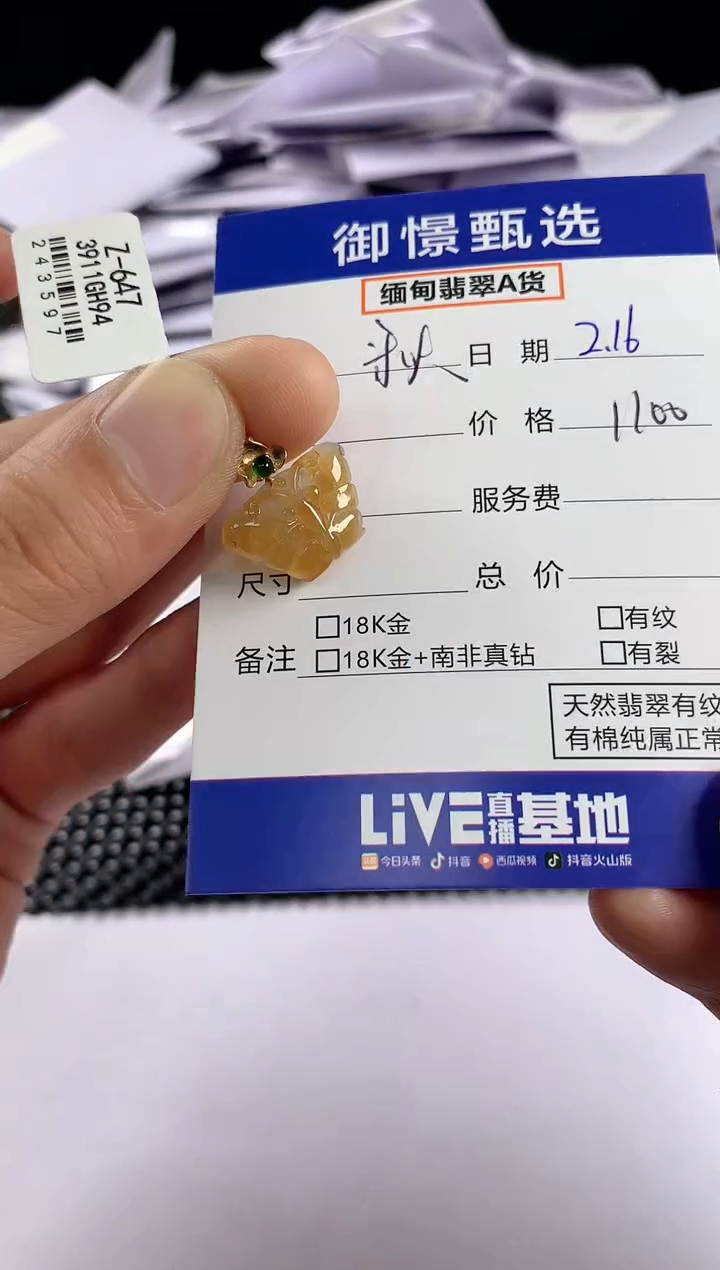 Z-647
3911GH94
243597
御憬甄选
缅甸翡翠A货
日 期 2.16
价 格 1100
服务费
尺寸 总 价
备注 □18K金 □有纹
□18K金+南非真钻 □有裂
天然翡翠有纹
有棉纯属正常
LiVE直播基地
今日头条 抖音 西瓜视频 抖音火山版